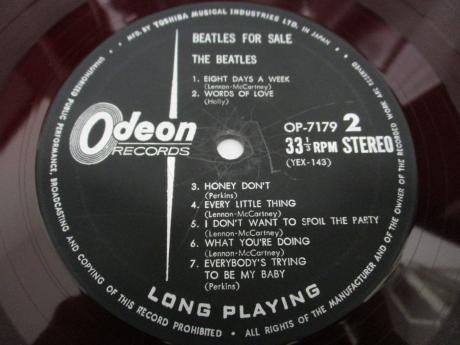 MFD. BY TOSHIBA MUSICAL INDUSTRIES LTD. IN JAPAN • ALL RIGHTS OF THE MANUFACTURER AND OF THE OWNER OF THE RECORDED WORK ARE RESERVED
UNAUTHORISED PUBLIC PERFORMANCE, BROADCASTING AND COPYING OF THIS RECORD PROHIBITED •
BEATLES FOR SALE
THE BEATLES
1. EIGHT DAYS A WEEK
(Lennon-McCartney)
2. WORDS OF LOVE
(Holly)
Odeon
RECORDS
OP-7179 2
33⅓ RPM STEREO
(YEX-143)
3. HONEY DON'T
(Perkins)
4. EVERY LITTLE THING
(Lennon-McCartney)
5. I DON'T WANT TO SPOIL THE PARTY
(Lennon-McCartney)
6. WHAT YOU'RE DOING
(Lennon-McCartney)
7. EVERYBODY'S TRYING
TO BE MY BABY
(Perkins)
LONG PLAYING